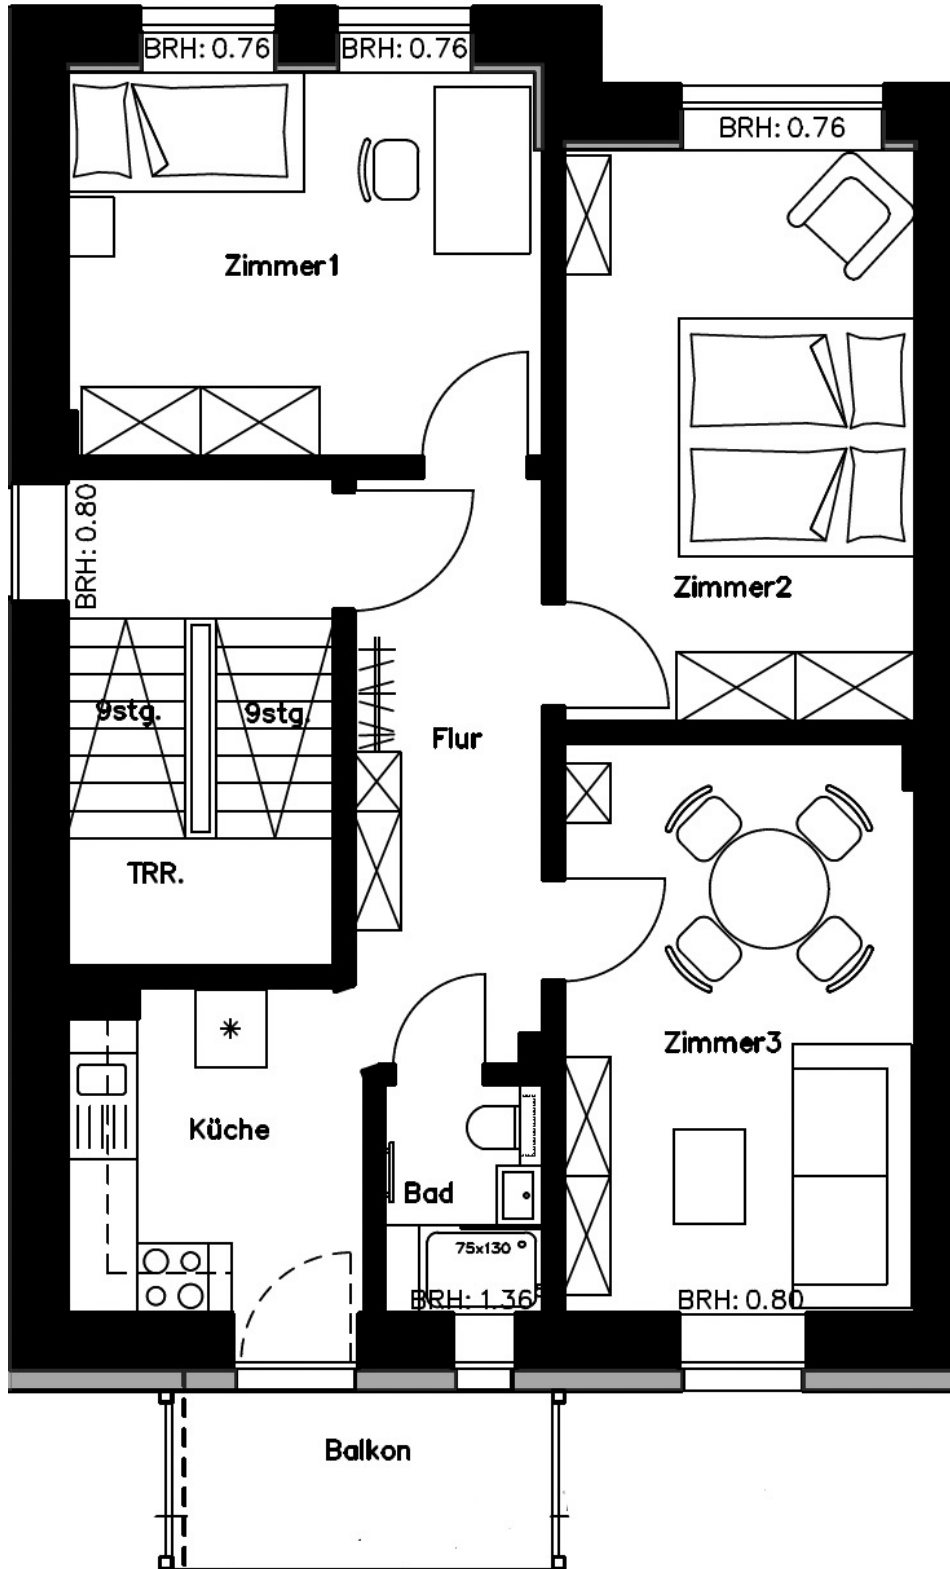 BRH: 0.76
BRH: 0.76
BRH: 0.76
Zimmer1
BRH: 0.80
Zimmer2
9stg.
9stg.
Flur
TRR.
Zimmer3
Küche
Bad
75x130
BRH: 1.36
BRH: 0.80
Balkon